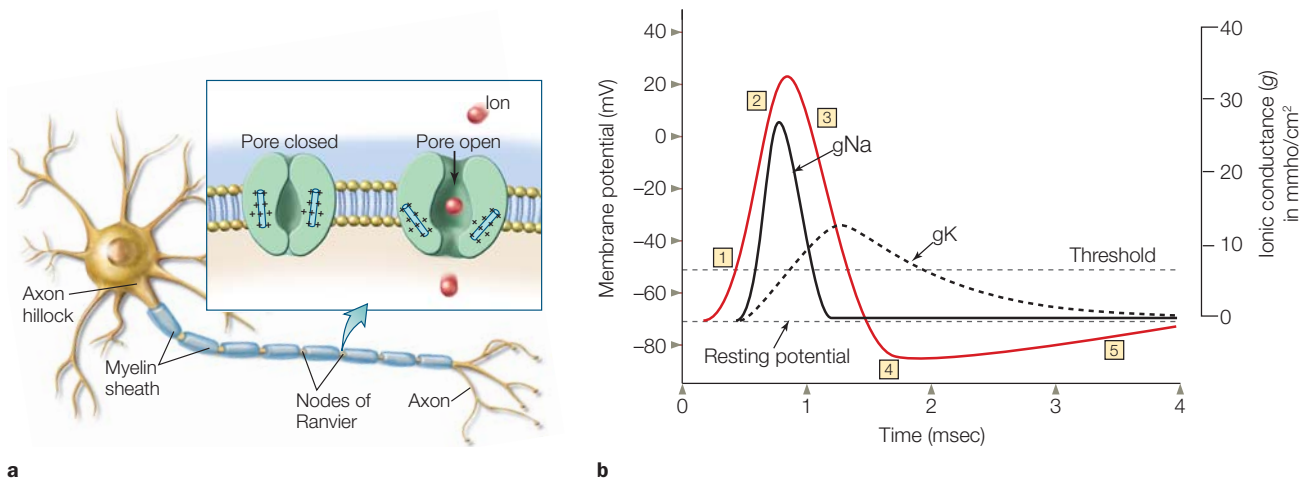 Ion
Pore closed
Pore open
Axon
hillock
Myelin
sheath
Nodes of
Ranvier
Axon
a
Membrane potential (mV)
40
20
0
–20
–40
–60
–80
1
2
3
4
5
gNa
gK
Threshold
Resting potential
0
1
2
3
4
Time (msec)
40
30
20
10
0
Ionic conductance (g)
in mmho/cm²
b